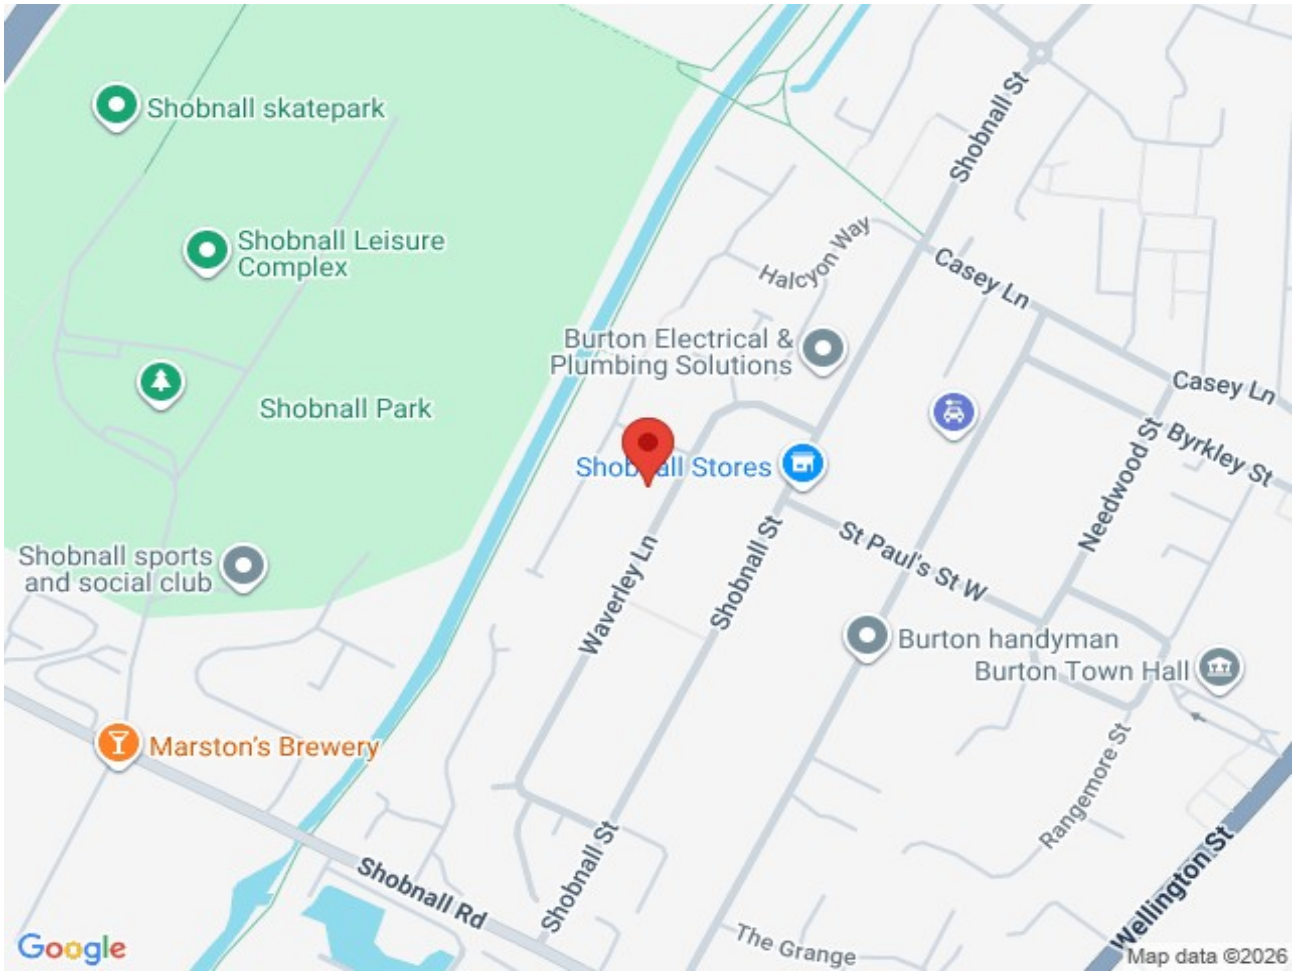 Shobnall skatepark
Shobnall St
Shobnall Leisure
Complex
Halcyon Way
Casey Ln
Burton Electrical &
Plumbing Solutions
Casey Ln
Shobnall Park
Byrkley St
Shobnall Stores
Needwood St
St Paul's St W
Shobnall sports
and social club
Waverley Ln
Shobnall St
Burton handyman
Burton Town Hall
Marston's Brewery
Rangemore St
Shobnall St
Shobnall Rd
Wellington St
The Grange
Google
Map data ©2026